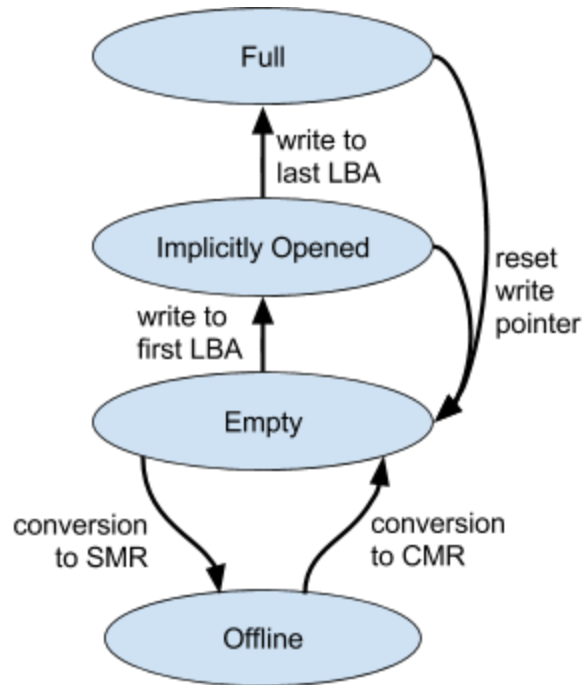 Full
write to
last LBA
Implicitly Opened
reset
write
pointer
write to
first LBA
Empty
conversion
to SMR
conversion
to CMR
Offline